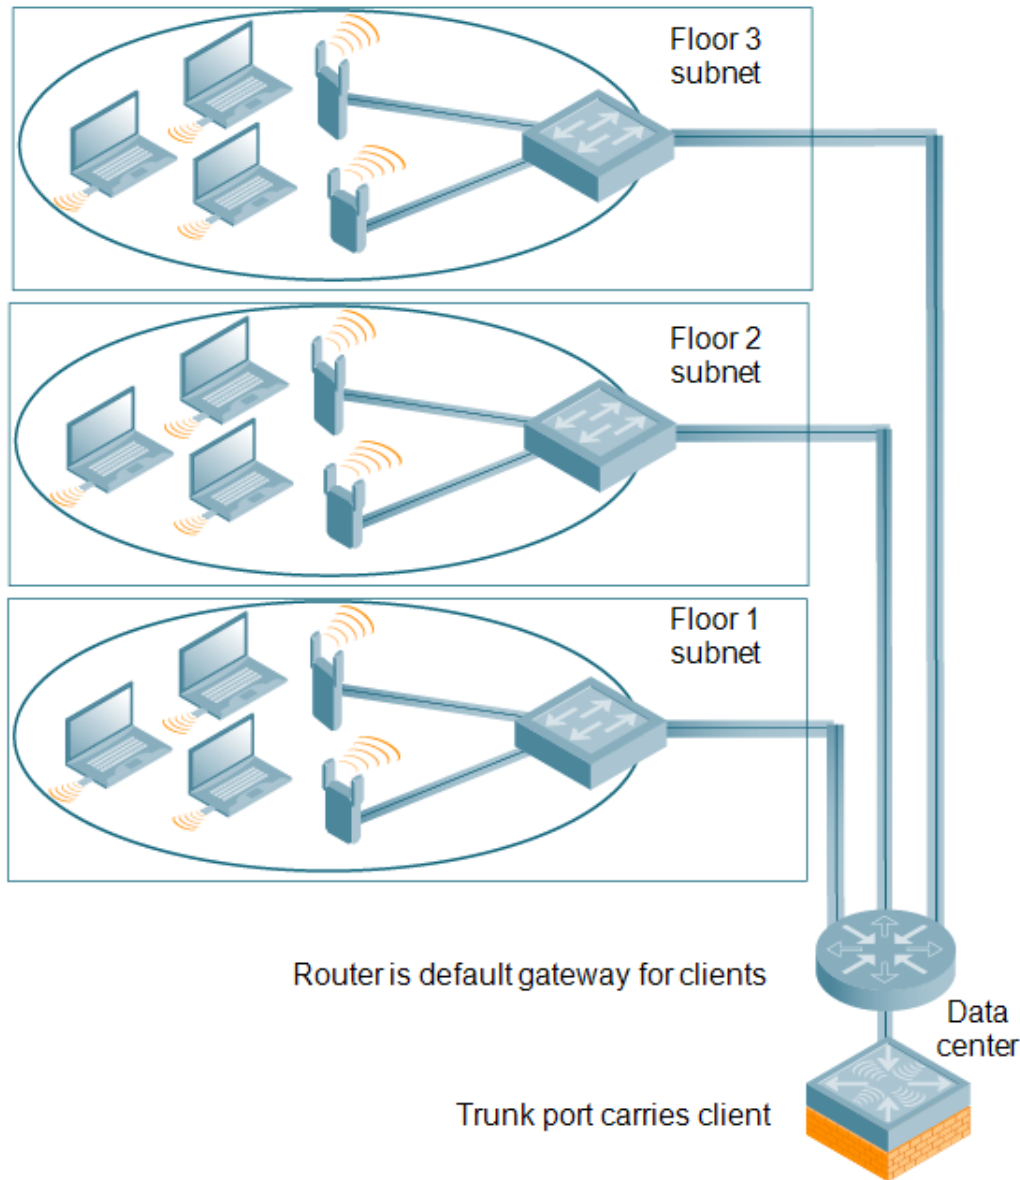 Floor 3
subnet
Floor 2
subnet
Floor 1
subnet
Router is default gateway for clients
Data
center
Trunk port carries client